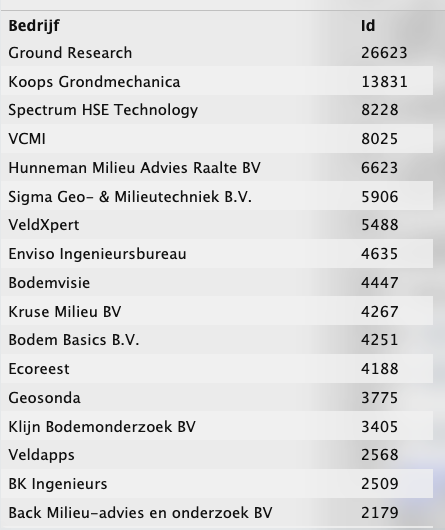 Bedrijf Id
Ground Research 26623
Koops Grondmechanica 13831
Spectrum HSE Technology 8228
VCMI 8025
Hunneman Milieu Advies Raalte BV 6623
Sigma Geo- & Milieutechniek B.V. 5906
VeldXpert 5488
Enviso Ingenieursbureau 4635
Bodemvisie 4447
Kruse Milieu BV 4267
Bodem Basics B.V. 4251
Ecoreest 4188
Geosonda 3775
Klijn Bodemonderzoek BV 3405
Veldapps 2568
BK Ingenieurs 2509
Back Milieu-advies en onderzoek BV 2179